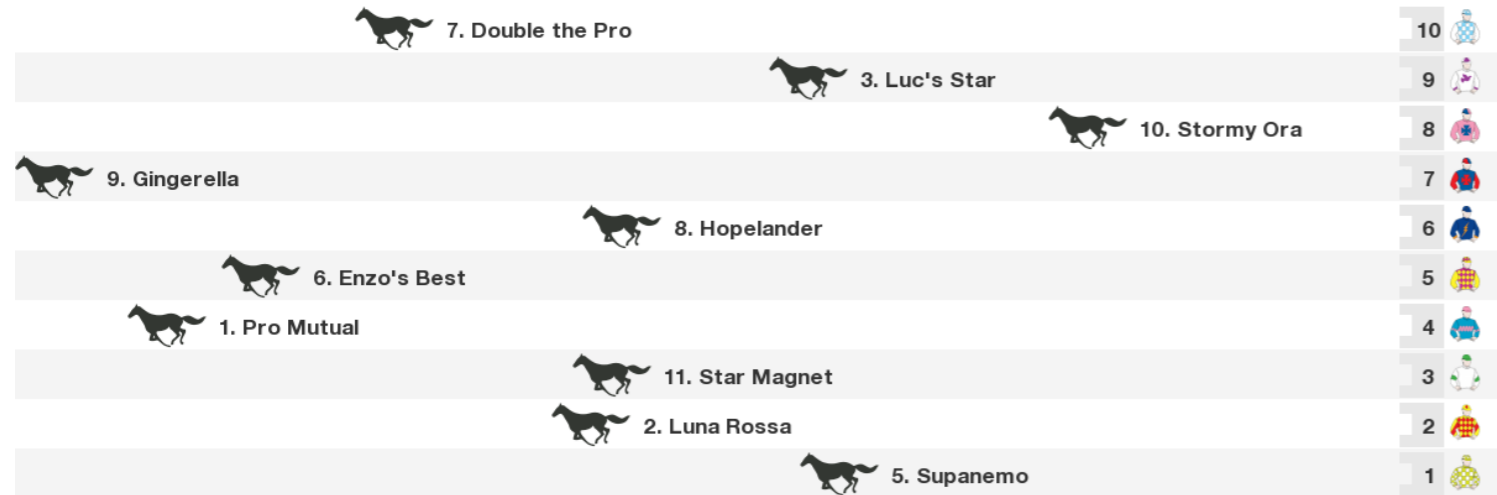 7. Double the Pro 10
3. Luc's Star 9
10. Stormy Ora 8
9. Gingerella 7
8. Hopelander 6
6. Enzo's Best 5
1. Pro Mutual 4
11. Star Magnet 3
2. Luna Rossa 2
5. Supanemo 1